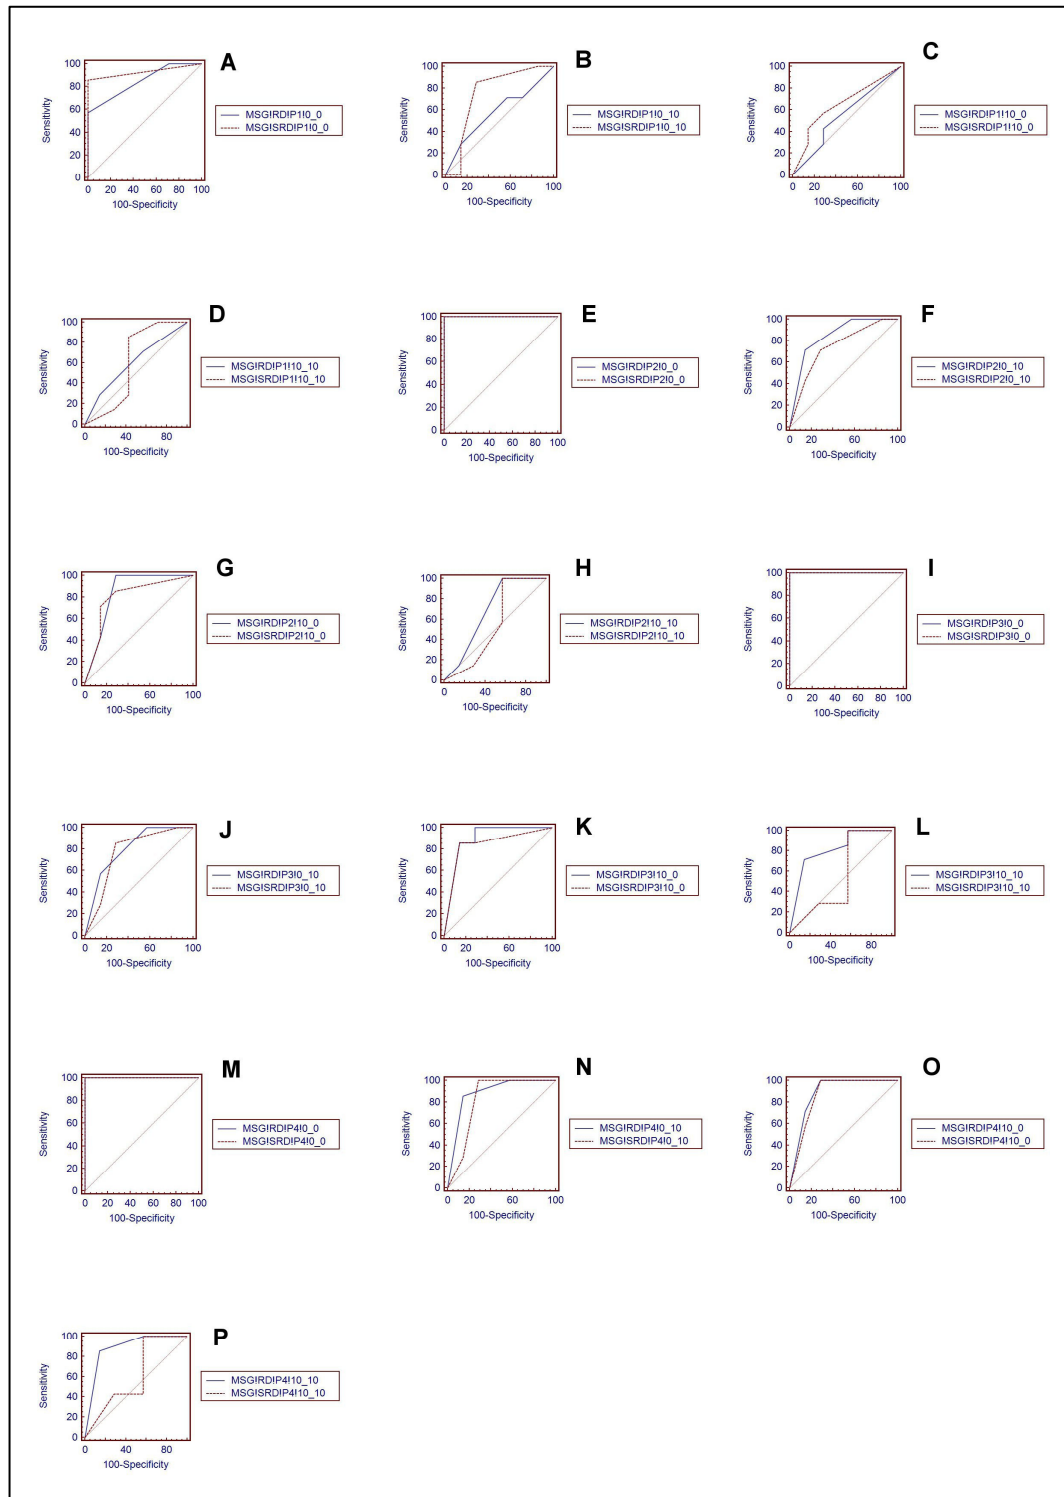 A
Sensitivity
100
80
60
40
20
0
0 20 40 60 80 100
100-Specificity
MSG!RD!P1!0_0
MSG!SRD!P1!0_0
B
Sensitivity
100
80
60
40
20
0
0 20 60 100
100-Specificity
MSG!RD!P1!0_10
MSG!SRD!P1!0_10
C
Sensitivity
100
80
60
40
20
0
0 20 60 100
100-Specificity
MSG!RD!P1!10_0
MSG!SRD!P1!10_0
D
Sensitivity
100
80
60
40
20
0
0 40 80
100-Specificity
MSG!RD!P1!10_10
MSG!SRD!P1!10_10
E
Sensitivity
100
80
60
40
20
0
0 20 40 60 80 100
100-Specificity
MSG!RD!P2!0_0
MSG!SRD!P2!0_0
F
Sensitivity
100
80
60
40
20
0
0 20 60 100
100-Specificity
MSG!RD!P2!0_10
MSG!SRD!P2!0_10
G
Sensitivity
100
80
60
40
20
0
0 20 60 100
100-Specificity
MSG!RD!P2!10_0
MSG!SRD!P2!10_0
H
Sensitivity
100
80
60
40
20
0
0 40 80
100-Specificity
MSG!RD!P2!10_10
MSG!SRD!P2!10_10
I
Sensitivity
100
80
60
40
20
0
0 20 40 60 80 100
100-Specificity
MSG!RD!P3!0_0
MSG!SRD!P3!0_0
J
Sensitivity
100
80
60
40
20
0
0 20 60 100
100-Specificity
MSG!RD!P3!0_10
MSG!SRD!P3!0_10
K
Sensitivity
100
80
60
40
20
0
0 20 60 100
100-Specificity
MSG!RD!P3!10_0
MSG!SRD!P3!10_0
L
Sensitivity
100
80
60
40
20
0
0 40 80
100-Specificity
MSG!RD!P3!10_10
MSG!SRD!P3!10_10
M
Sensitivity
100
80
60
40
20
0
0 20 40 60 80 100
100-Specificity
MSG!RD!P4!0_0
MSG!SRD!P4!0_0
N
Sensitivity
100
80
60
40
20
0
0 20 60 100
100-Specificity
MSG!RD!P4!0_10
MSG!SRD!P4!0_10
O
Sensitivity
100
80
60
40
20
0
0 20 60 100
100-Specificity
MSG!RD!P4!10_0
MSG!SRD!P4!10_0
P
Sensitivity
100
80
60
40
20
0
0 40 80
100-Specificity
MSG!RD!P4!10_10
MSG!SRD!P4!10_10